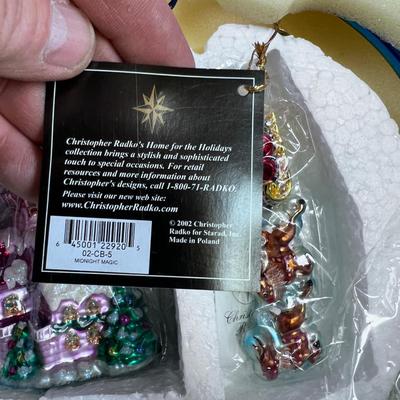 Christopher Radko's Home for the Holidays
collection brings a stylish and sophisticated
touch to special occasions. For retail
resources and more information about
Christopher's designs, call 1-800-71-RADKO.
Please visit our new web site:
www.ChristopherRadko.com
6 45001 22920 5
02-CB-5
MIDNIGHT MAGIC
© 2002 Christopher
Radko for Starad, Inc.
Made in Poland